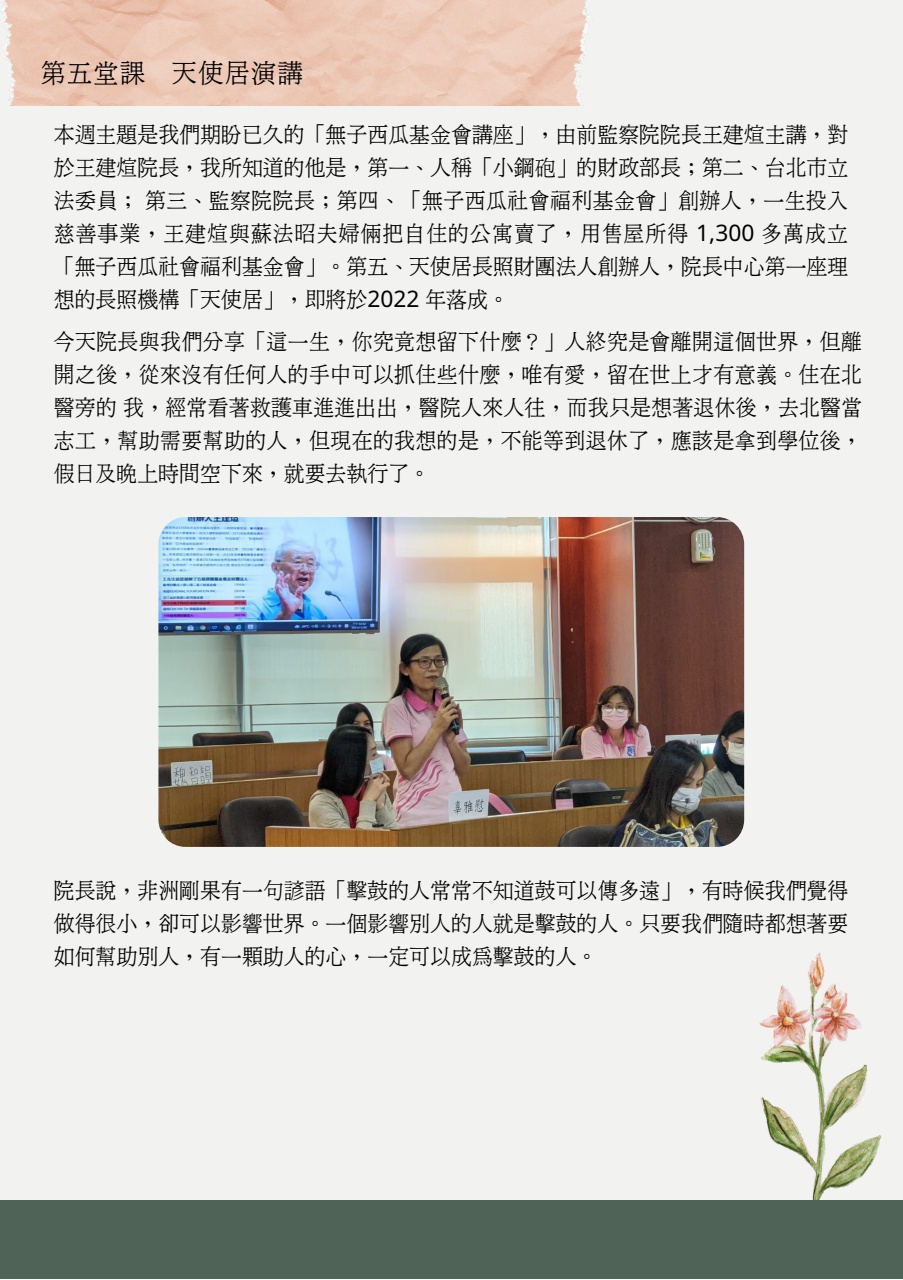 第五堂課　天使居演講
本週主題是我們期盼已久的「無子西瓜基金會講座」，由前監察院院長王建煊主講，對
於王建煊院長，我所知道的他是，第一、人稱「小鋼砲」的財政部長；第二、台北市立
法委員； 第三、監察院院長；第四、「無子西瓜社會福利基金會」創辦人，一生投入
慈善事業，王建煊與蘇法昭夫婦倆把自住的公寓賣了，用售屋所得 1,300 多萬成立
「無子西瓜社會福利基金會」。第五、天使居長照財團法人創辦人，院長中心第一座理
想的長照機構「天使居」，即將於2022 年落成。
今天院長與我們分享「這一生，你究竟想留下什麼？」人終究是會離開這個世界，但離
開之後，從來沒有任何人的手中可以抓住些什麼，唯有愛，留在世上才有意義。住在北
醫旁的 我，經常看著救護車進進出出，醫院人來人往，而我只是想著退休後，去北醫當
志工，幫助需要幫助的人，但現在的我想的是，不能等到退休了，應該是拿到學位後，
假日及晚上時間空下來，就要去執行了。
創辦人王建煊
辜雅慰
院長說，非洲剛果有一句諺語「擊鼓的人常常不知道鼓可以傳多遠」，有時候我們覺得
做得很小，卻可以影響世界。一個影響別人的人就是擊鼓的人。只要我們隨時都想著要
如何幫助別人，有一顆助人的心，一定可以成為擊鼓的人。